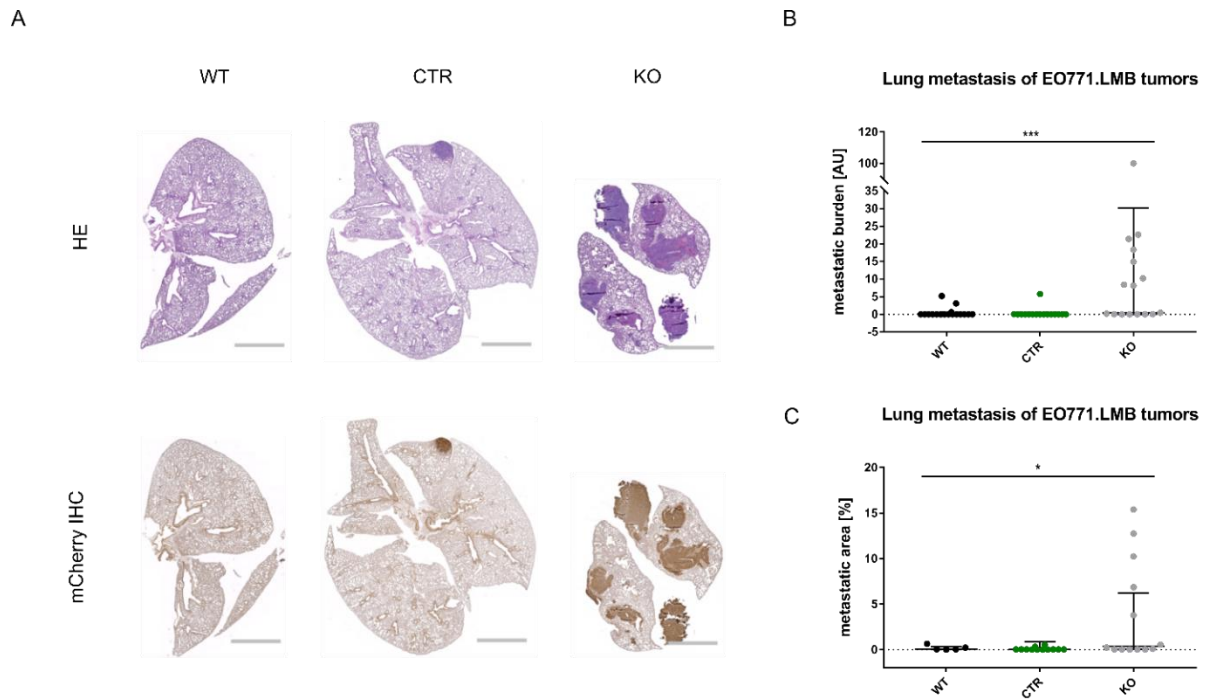 A
WT
CTR
KO
HE
mCherry IHC
B
Lung metastasis of EO771.LMB tumors
metastatic burden [AU]
120
100
35
30
25
20
15
10
5
0
-5
***
WT
CTR
KO
C
Lung metastasis of EO771.LMB tumors
metastatic area [%]
20
15
10
5
0
*
WT
CTR
KO